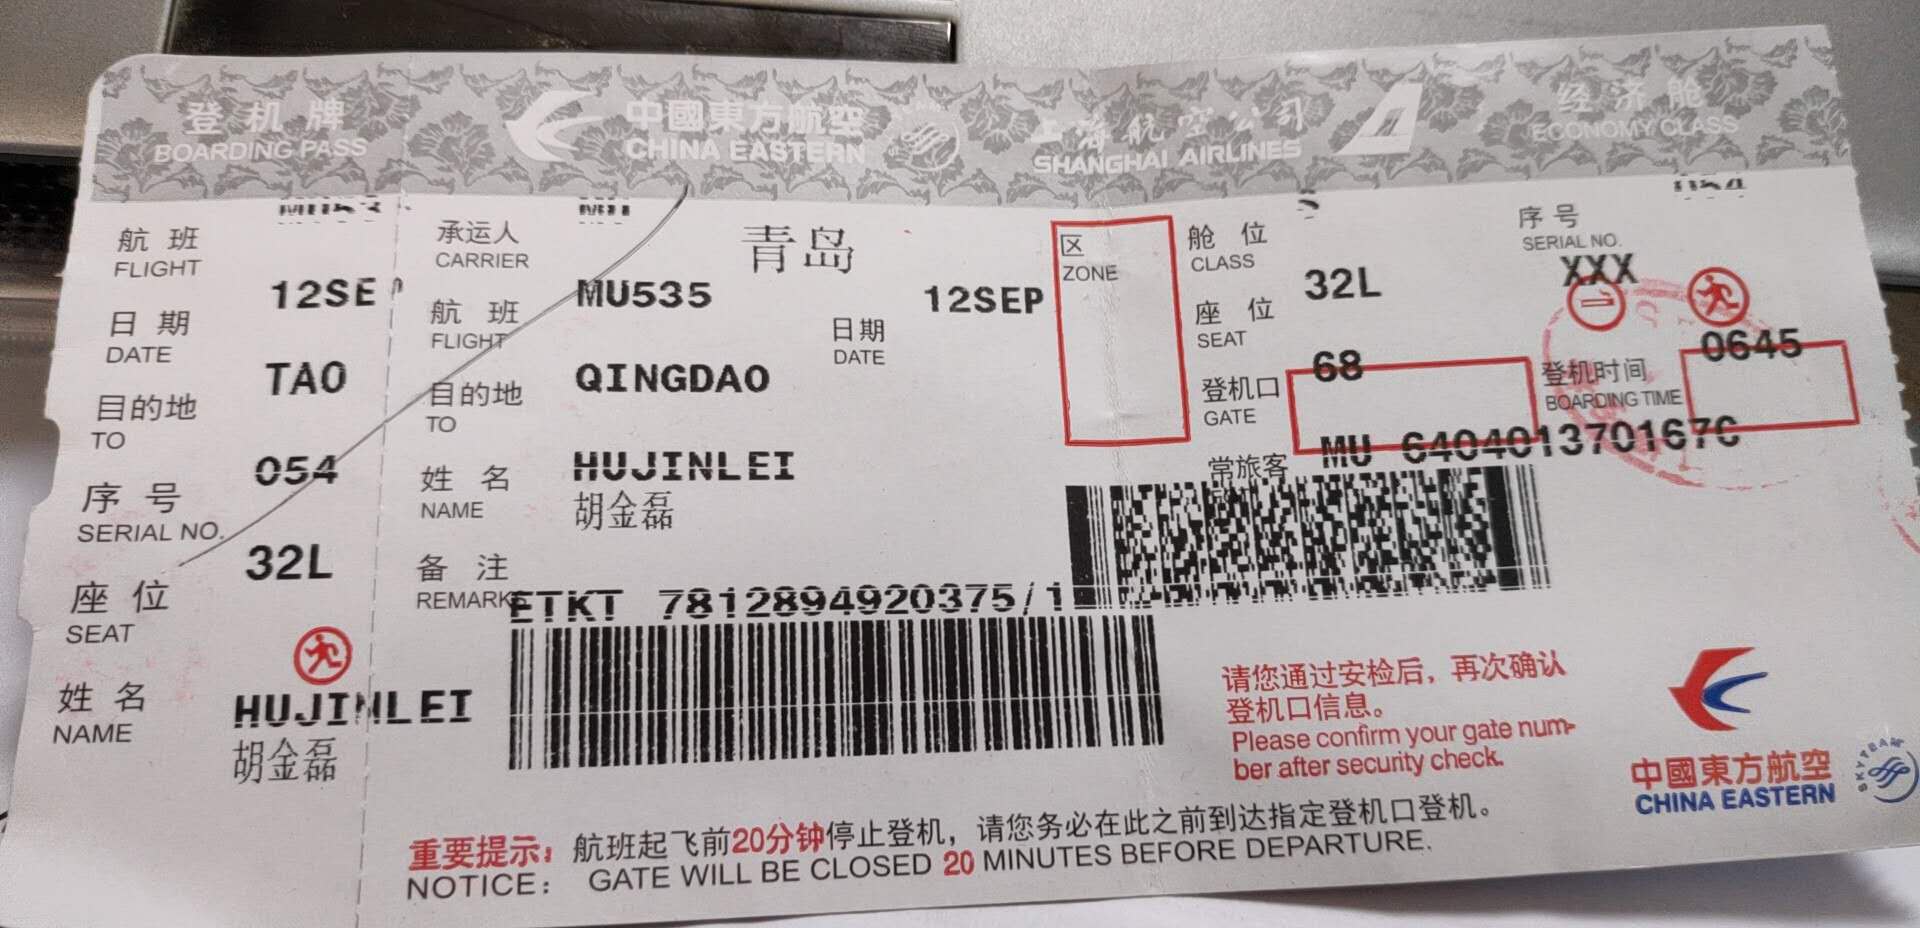 登机牌
BOARDING PASS
中國東方航空
CHINA EASTERN
上海航空公司
SHANGHAI AIRLINES
经济舱
ECONOMY CLASS
航班
FLIGHT
12SEP
日期
DATE
TAO
目的地
TO
054
序号
SERIAL NO.
32L
座位
SEAT
姓名
NAME
HUJINLEI
胡金磊
承运人
CARRIER
青岛
航班
FLIGHT
MU535
日期
DATE
12SEP
目的地
TO
QINGDAO
姓名
NAME
HUJINLEI
胡金磊
备注
REMARKS
ETKT 7812894920375/1
区
ZONE
舱位
CLASS
座位
SEAT
32L
序号
SERIAL NO.
XXX
登机口
GATE
68
登机时间
BOARDING TIME
0645
常旅客
MU 640401370167C
请您通过安检后，再次确认
登机口信息。
Please confirm your gate num-
ber after security check.
中國東方航空
CHINA EASTERN
SKYTEAM
重要提示：航班起飞前20分钟停止登机，请您务必在此之前到达指定登机口登机。
NOTICE： GATE WILL BE CLOSED 20 MINUTES BEFORE DEPARTURE.